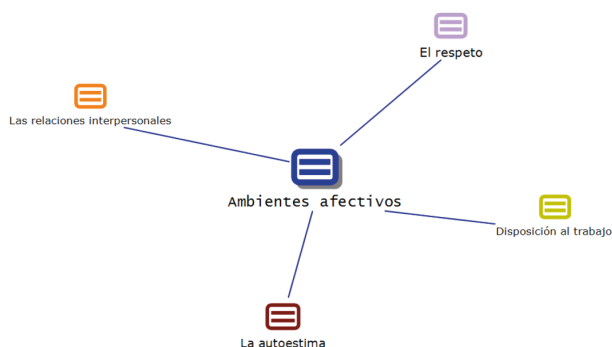 El respeto
Las relaciones interpersonales
Ambientes afectivos
Disposición al trabajo
La autoestima